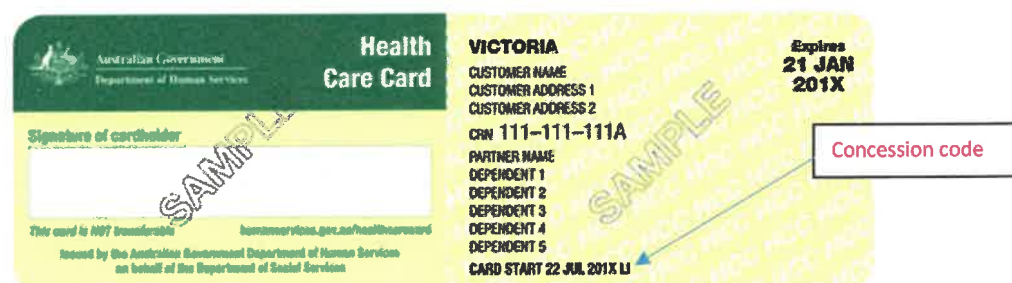 Australian Government
Department of Human Services
Health
Care Card
Signature of cardholder
SAMPLE
This card is NOT transferable
humanservices.gov.au/healthcarecard
Issued by the Australian Government Department of Human Services
on behalf of the Department of Social Services
VICTORIA
CUSTOMER NAME
CUSTOMER ADDRESS 1
CUSTOMER ADDRESS 2
CRN 111-111-111A
PARTNER NAME
DEPENDENT 1
DEPENDENT 2
DEPENDENT 3
DEPENDENT 4
DEPENDENT 5
CARD START 22 JUL 201X LI
SAMPLE
Expires
21 JAN
201X
Concession code